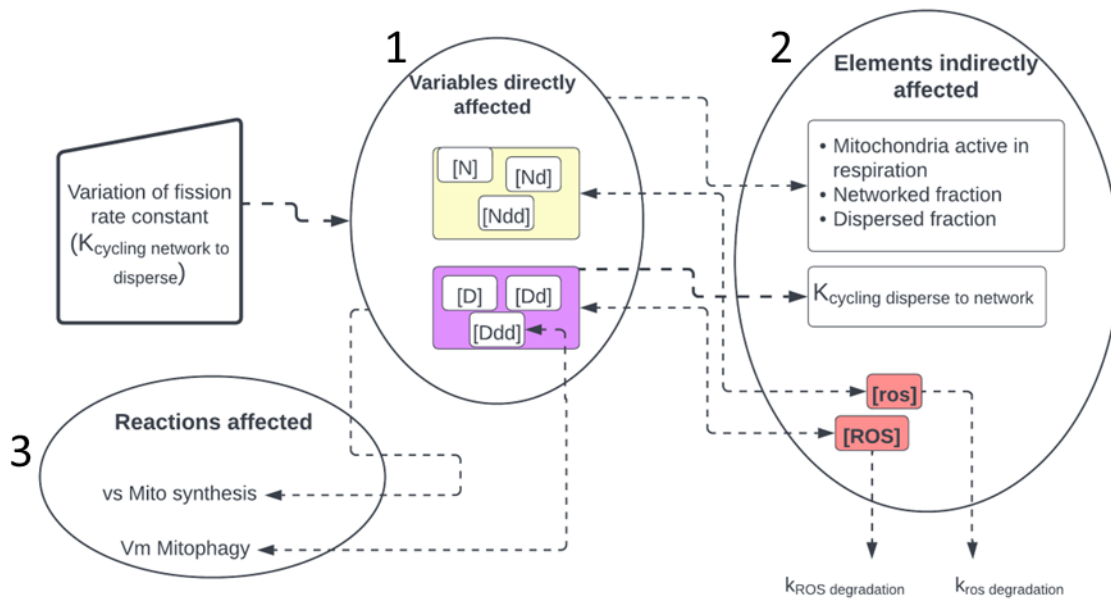 1
2
Variables directly
affected
Elements indirectly
affected
[N]
[Nd]
[Ndd]
• Mitochondria active in
respiration
• Networked fraction
• Dispersed fraction
Variation of fission
rate constant
(Kcycling network to
disperse)
[D]
[Dd]
[Ddd]
Kcycling disperse to network
[ros]
[ROS]
3
Reactions affected
vs Mito synthesis
Vm Mitophagy
kROS degradation
kros degradation